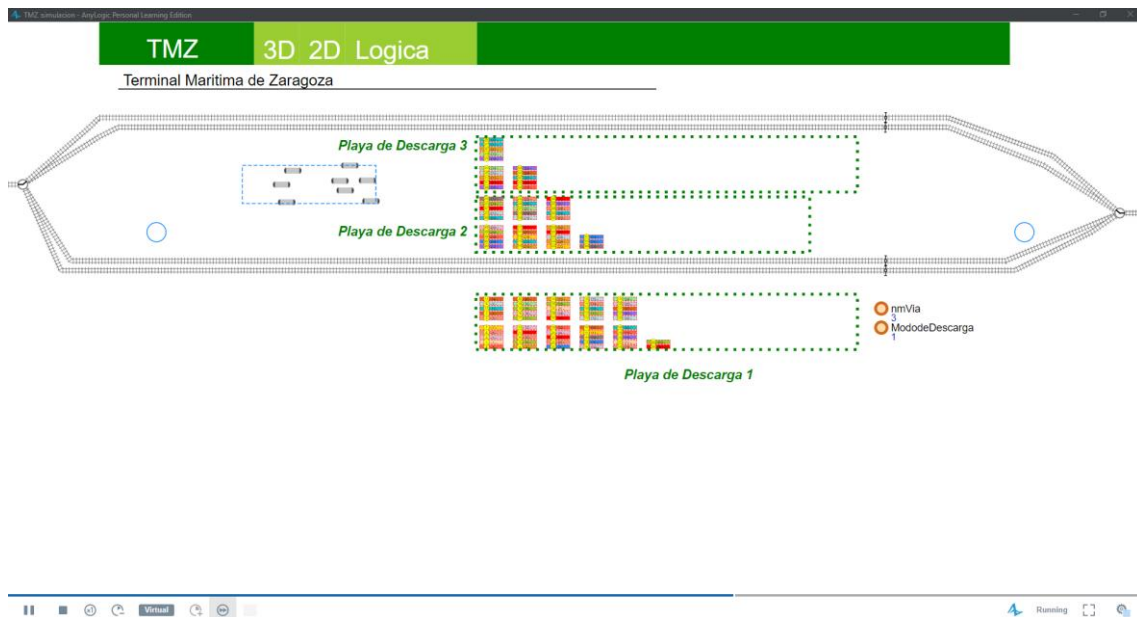 TMZ simulacion - AnyLogic Personal Learning Edition
TMZ 3D 2D Logica
Terminal Maritima de Zaragoza
Playa de Descarga 3
Playa de Descarga 2
nmVia
3
MododeDescarga
1
Playa de Descarga 1
x1 Virtual Running